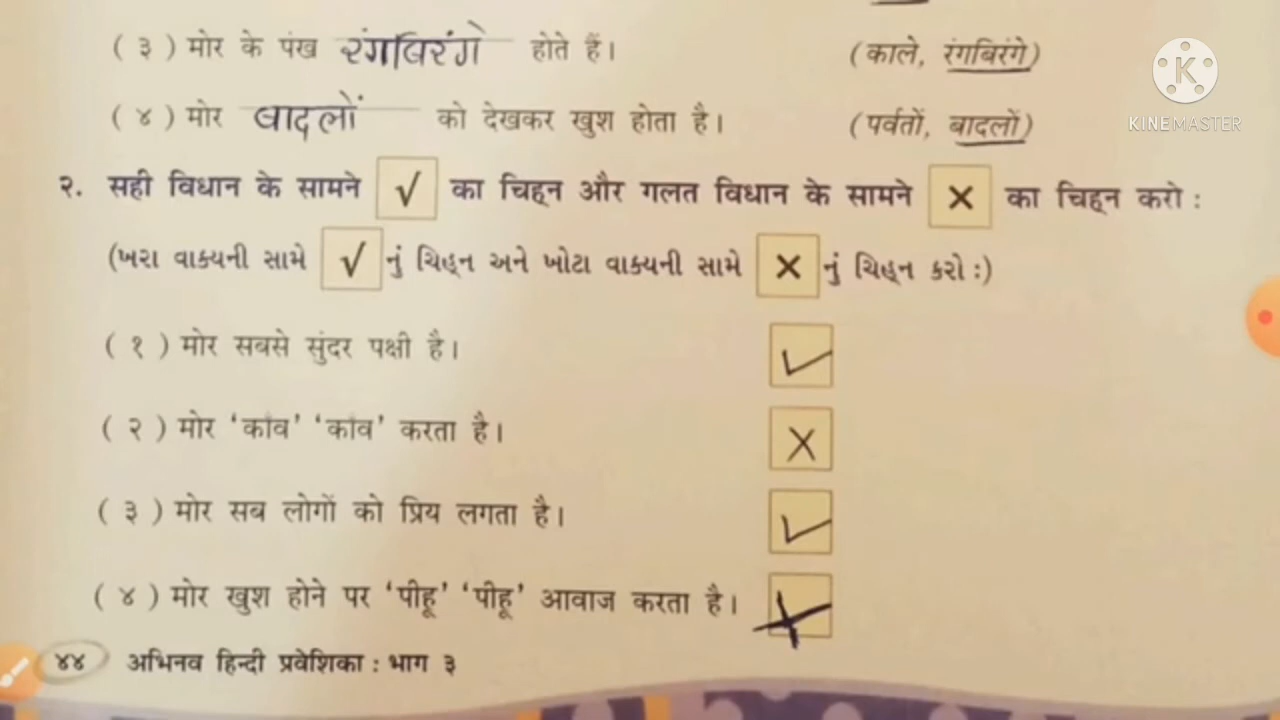 ( ३ ) मोर के पंख रंगबिरंगे होते हैं। (काले, रंगबिरंगे)
( ४ ) मोर बादलों को देखकर खुश होता है। (पर्वतों, बादलों)
KINEMASTER
२. सही विधान के सामने √ का चिह्न और गलत विधान के सामने × का चिह्न करो :
(ખરા વાક્યની સામે √ નું ચિહ્ન અને ખોટા વાક્યની સામે × નું ચિહ્ન કરો :)
( १ ) मोर सबसे सुंदर पक्षी है। ✓
( २ ) मोर ‘कांव’ ‘कांव’ करता है। ×
( ३ ) मोर सब लोगों को प्रिय लगता है। ✓
( ४ ) मोर खुश होने पर ‘पीहू’ ‘पीहू’ आवाज करता है। ×
४४ अभिनव हिन्दी प्रवेशिका : भाग ३